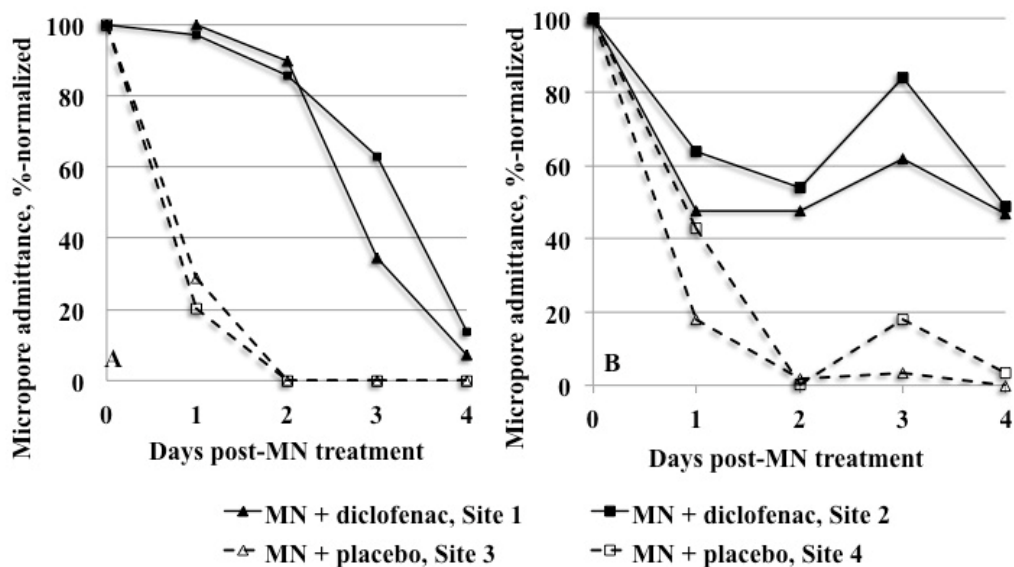 Micropore admittance, %-normalized
100
80
60
40
20
0
A
0 1 2 3 4
Days post-MN treatment
Micropore admittance, %-normalized
100
80
60
40
20
0
B
0 1 2 3 4
Days post-MN treatment
MN + diclofenac, Site 1
MN + diclofenac, Site 2
MN + placebo, Site 3
MN + placebo, Site 4